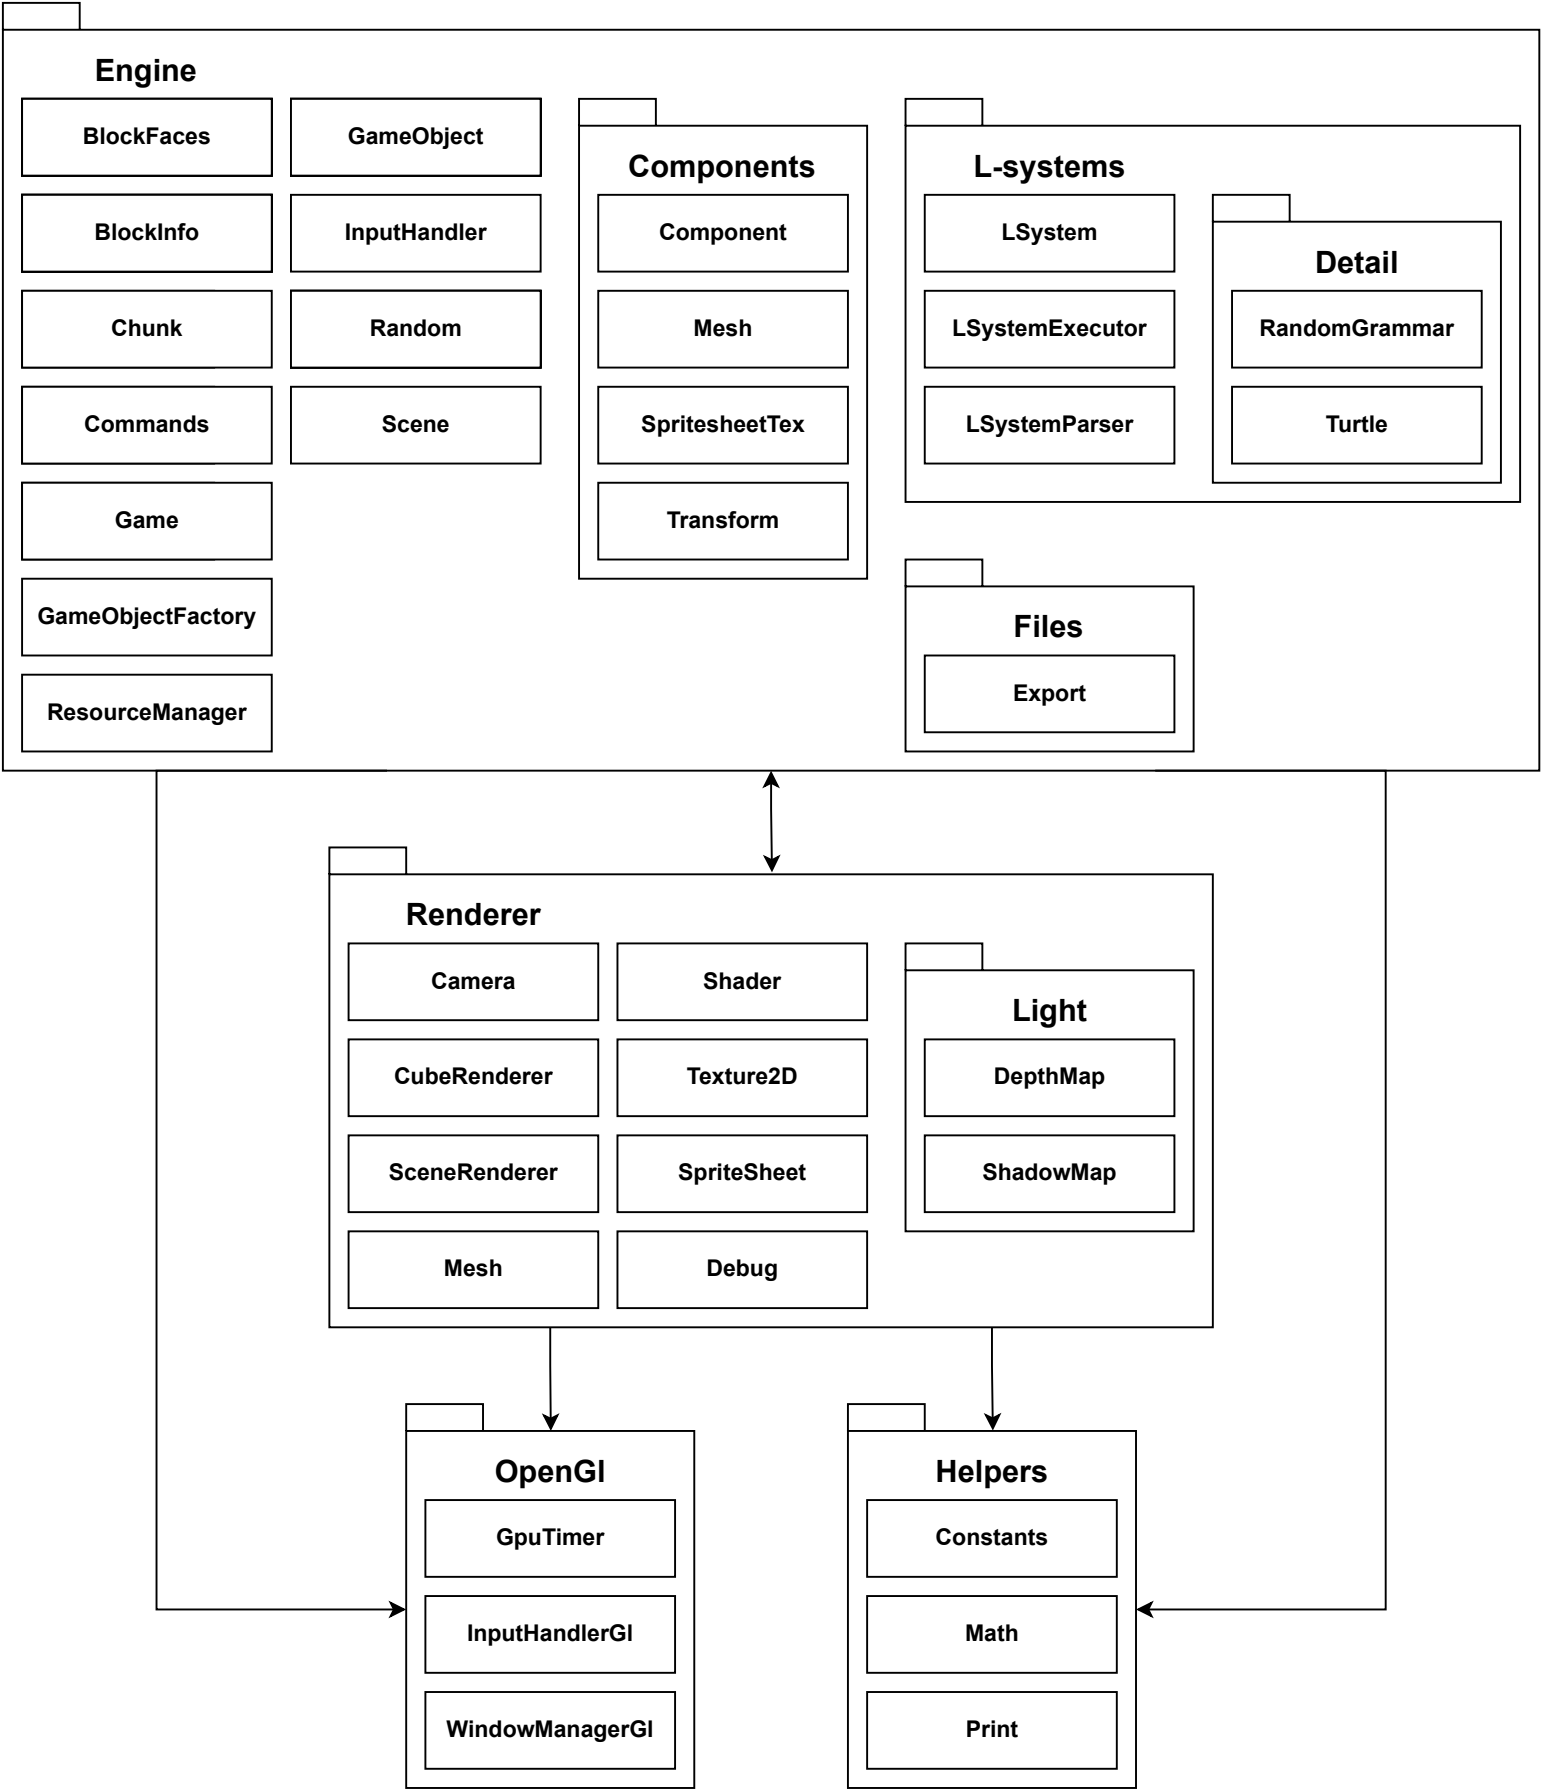 Engine
BlockFaces
BlockInfo
Chunk
Commands
Game
GameObjectFactory
ResourceManager
GameObject
InputHandler
Random
Scene
Components
Component
Mesh
SpritesheetTex
Transform
L-systems
LSystem
LSystemExecutor
LSystemParser
Detail
RandomGrammar
Turtle
Files
Export
Renderer
Camera
CubeRenderer
SceneRenderer
Mesh
Shader
Texture2D
SpriteSheet
Debug
Light
DepthMap
ShadowMap
OpenGl
GpuTimer
InputHandlerGl
WindowManagerGl
Helpers
Constants
Math
Print